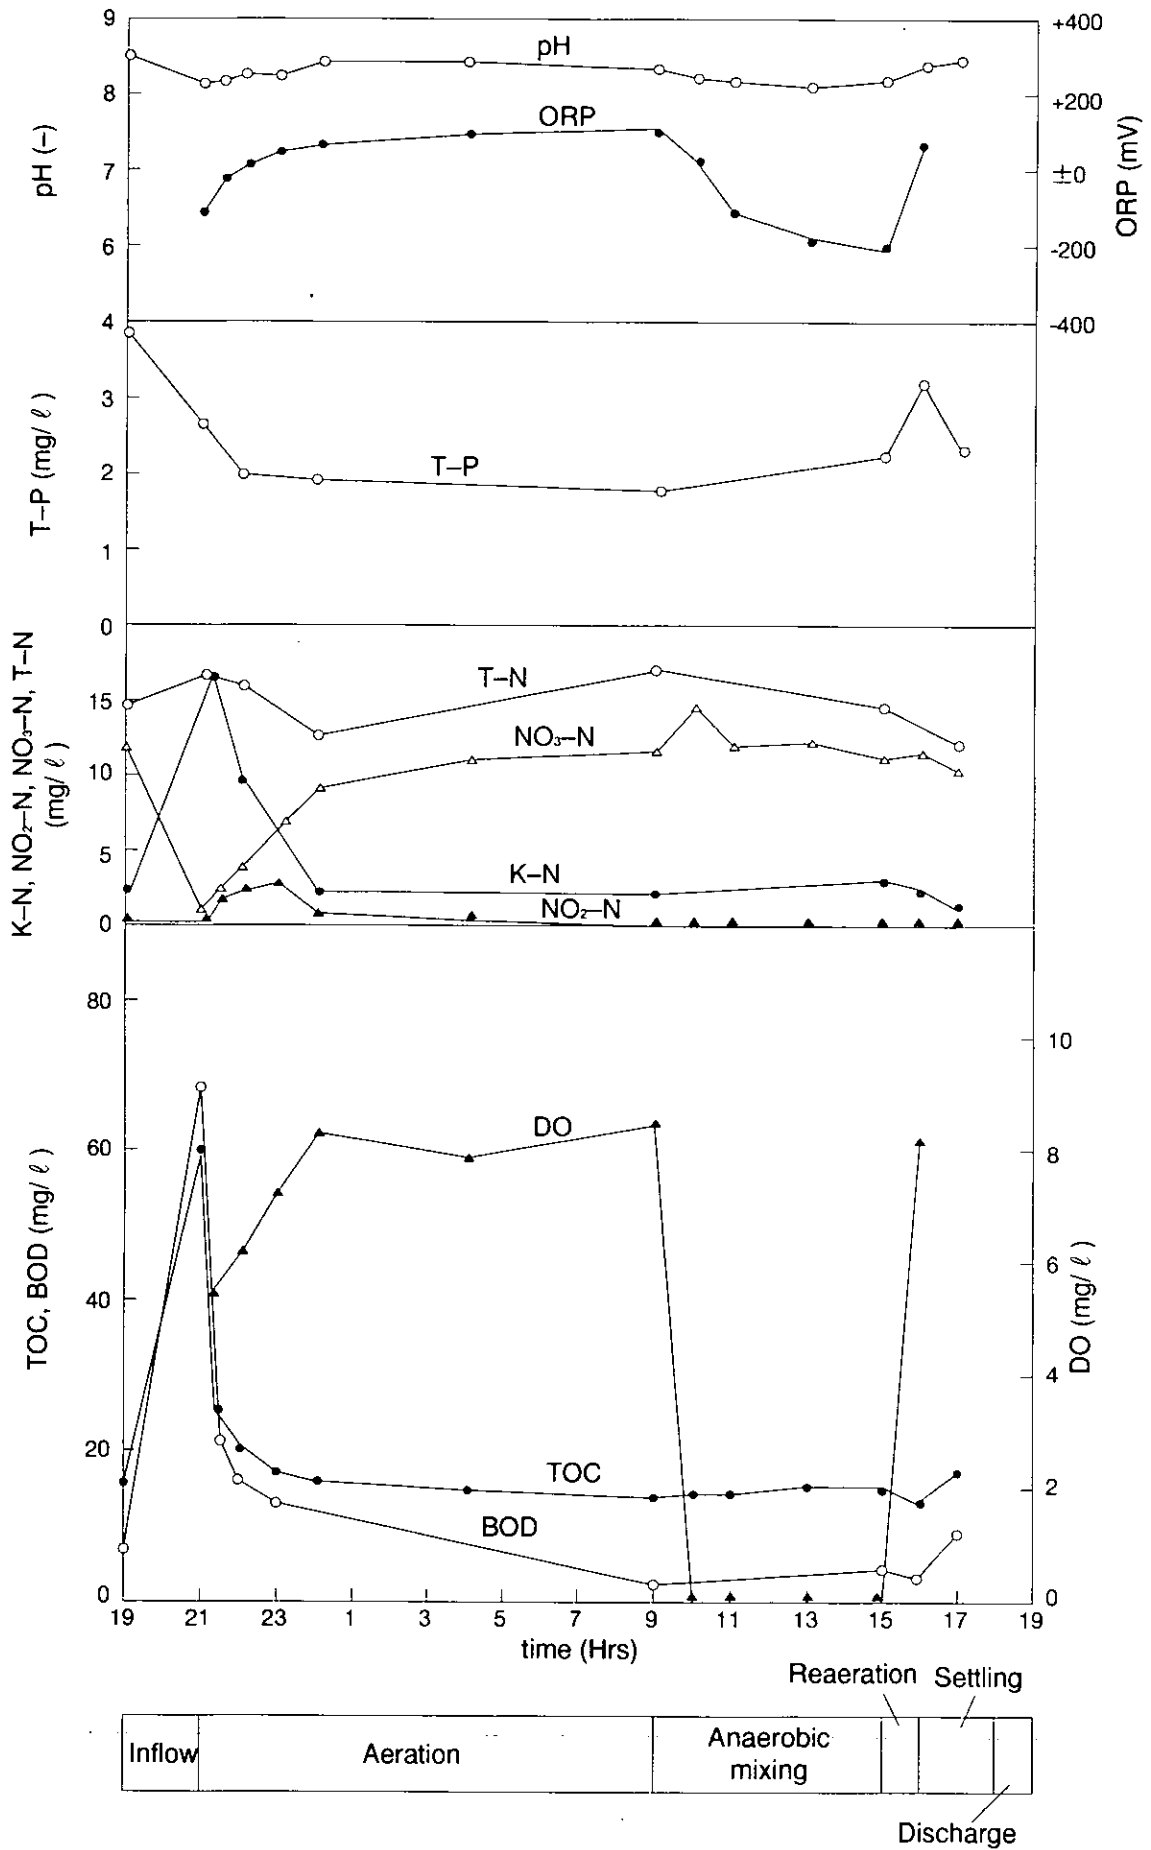 9
8
7
6
4
pH (–)
pH
ORP
+400
+200
±0
-200
-400
ORP (mV)
3
2
1
0
T–P (mg/ℓ)
T–P
K–N, NO₂–N, NO₃–N, T–N
(mg/ℓ)
15
10
5
0
T–N
NO₃–N
K–N
NO₂–N
80
60
40
20
0
TOC, BOD (mg/ℓ)
DO
TOC
BOD
10
8
6
4
2
0
DO (mg/ℓ)
19 21 23 1 3 5 7 9 11 13 15 17 19
time (Hrs)
Reaeration Settling
Inflow Aeration Anaerobic
mixing
Discharge